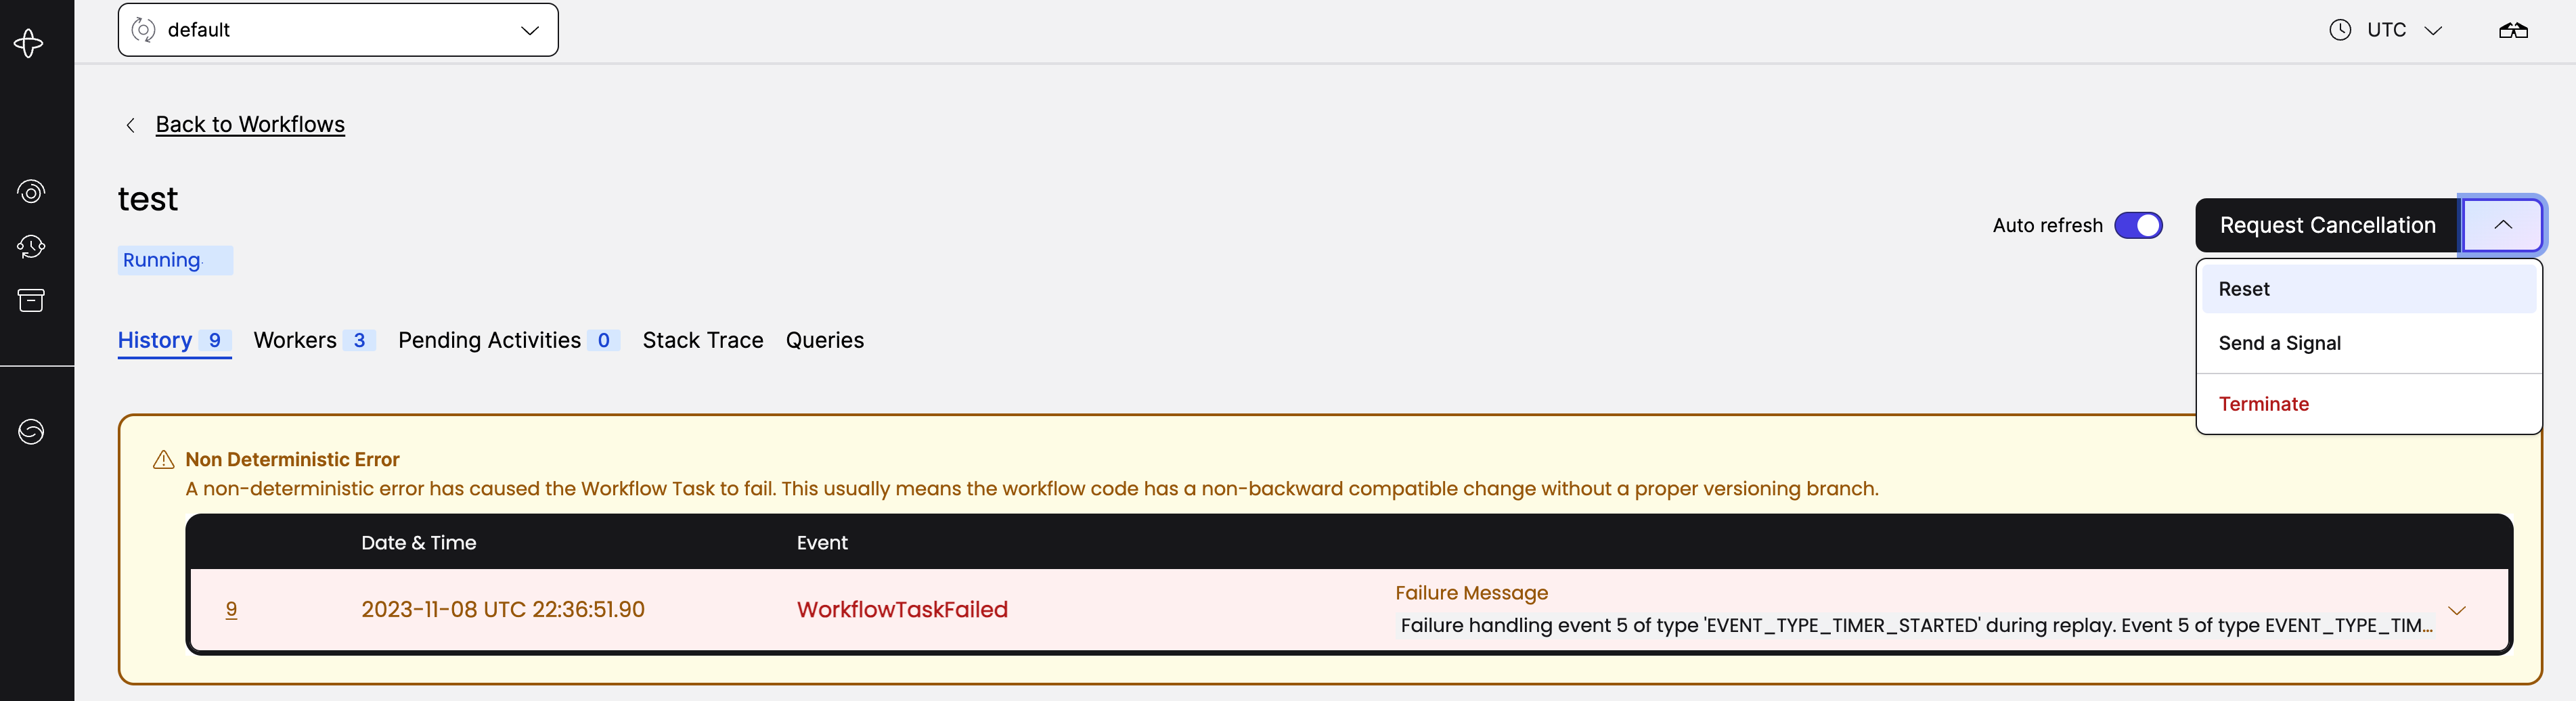 default
UTC
Back to Workflows
test
Auto refresh
Request Cancellation
Running
Reset
Send a Signal
Terminate
History 9 Workers 3 Pending Activities 0 Stack Trace Queries
Non Deterministic Error
A non-deterministic error has caused the Workflow Task to fail. This usually means the workflow code has a non-backward compatible change without a proper versioning branch.
Date & Time Event
9 2023-11-08 UTC 22:36:51.90 WorkflowTaskFailed
Failure Message
Failure handling event 5 of type 'EVENT_TYPE_TIMER_STARTED' during replay. Event 5 of type EVENT_TYPE_TIM...